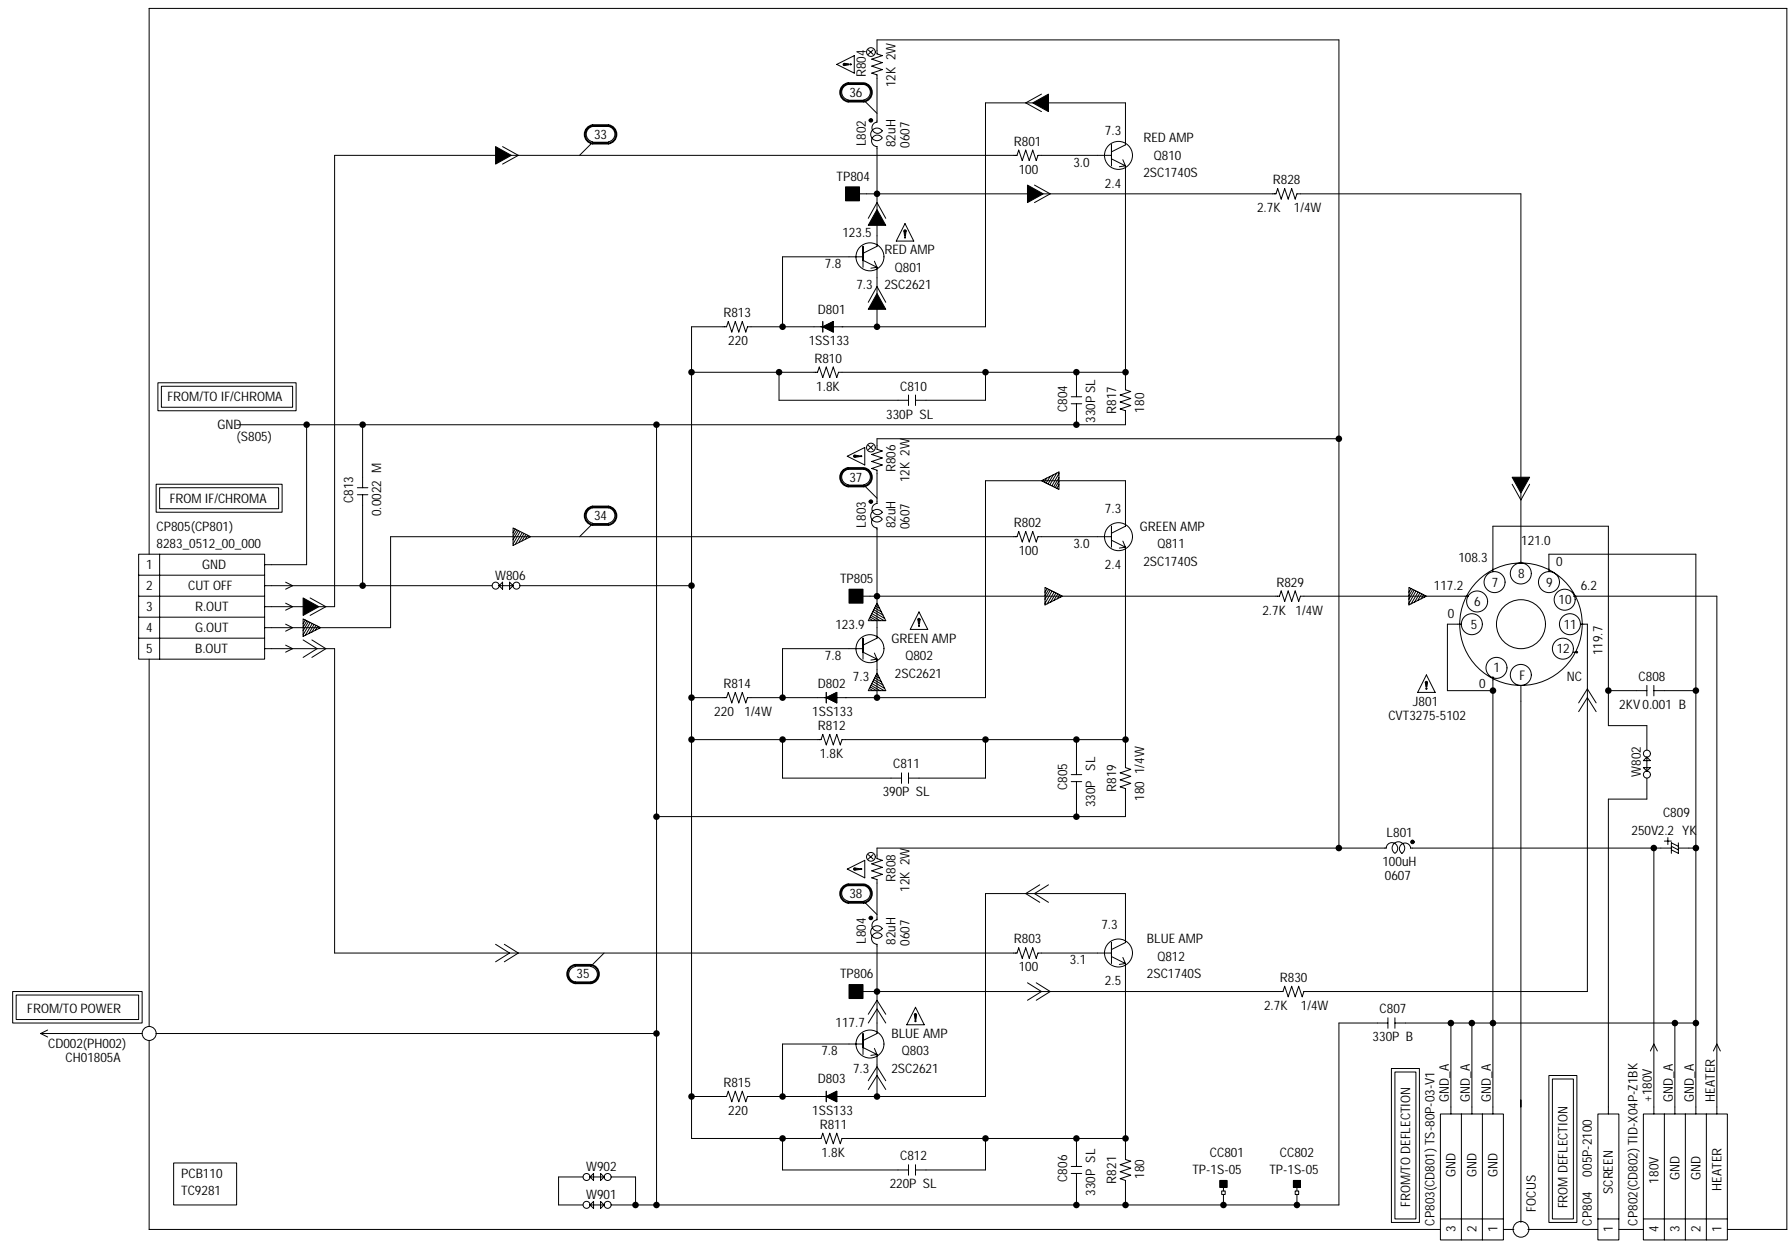 R804
12K 2W
36
L802
82uH
0607
33
R801
100
7.3
3.0
2.4
RED AMP
Q810
2SC1740S
TP804
R828
2.7K 1/4W
123.5
RED AMP
Q801
2SC2621
7.8
7.3
R813
220
D801
1SS133
R810
1.8K
C810
330P SL
C804
330P SL
R817
180
FROM/TO IF/CHROMA
GND
(S805)
C813
0.0022 M
FROM IF/CHROMA
CP805(CP801)
8283_0512_00_000
1 GND
2 CUT OFF
3 R.OUT
4 G.OUT
5 B.OUT
W806
R806
12K 2W
37
L803
82uH
0607
34
R802
100
7.3
3.0
2.4
GREEN AMP
Q811
2SC1740S
TP805
R829
2.7K 1/4W
123.9
GREEN AMP
Q802
2SC2621
7.8
7.3
R814
220 1/4W
D802
1SS133
R812
1.8K
C811
390P SL
C805
330P SL
R819
180 1/4W
121.0
108.3
117.2
0
0
6.2
119.7
0
NC
7
8
9
6
10
5
11
12
1
F
J801
CVT3275-5102
C808
2KV 0.001 B
W802
C809
250V2.2 YK
+
L801
100uH
0607
R808
12K 2W
38
L804
82uH
0607
35
R803
100
7.3
3.1
2.5
BLUE AMP
Q812
2SC1740S
TP806
R830
2.7K 1/4W
117.7
BLUE AMP
Q803
2SC2621
7.8
7.3
R815
220
D803
1SS133
R811
1.8K
C812
220P SL
C806
330P SL
R821
180
FROM/TO POWER
CD002(PH002)
CH01805A
C807
330P B
CC801
TP-1S-05
CC802
TP-1S-05
PCB110
TC9281
W902
W901
FROM/TO DEFLECTION
CP803(CD801) TS-80P-03-V1
GND_A
GND_A
GND_A
GND
GND
GND
3
2
1
FOCUS
FROM DEFLECTION
CP804 005P-2100
SCREEN
1
CP802(CD802) TID-X04P-Z1BK
+180V
GND_A
GND_A
HEATER
180V
GND
GND
HEATER
4
3
2
1